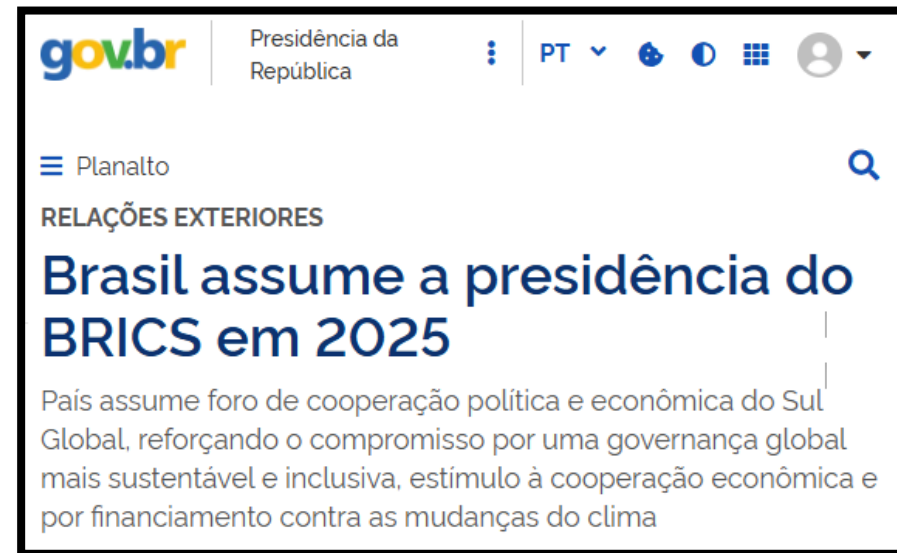 gov.br
Presidência da
República
PT
Planalto
RELAÇÕES EXTERIORES
Brasil assume a presidência do
BRICS em 2025
País assume foro de cooperação política e econômica do Sul
Global, reforçando o compromisso por uma governança global
mais sustentável e inclusiva, estímulo à cooperação econômica e
por financiamento contra as mudanças do clima